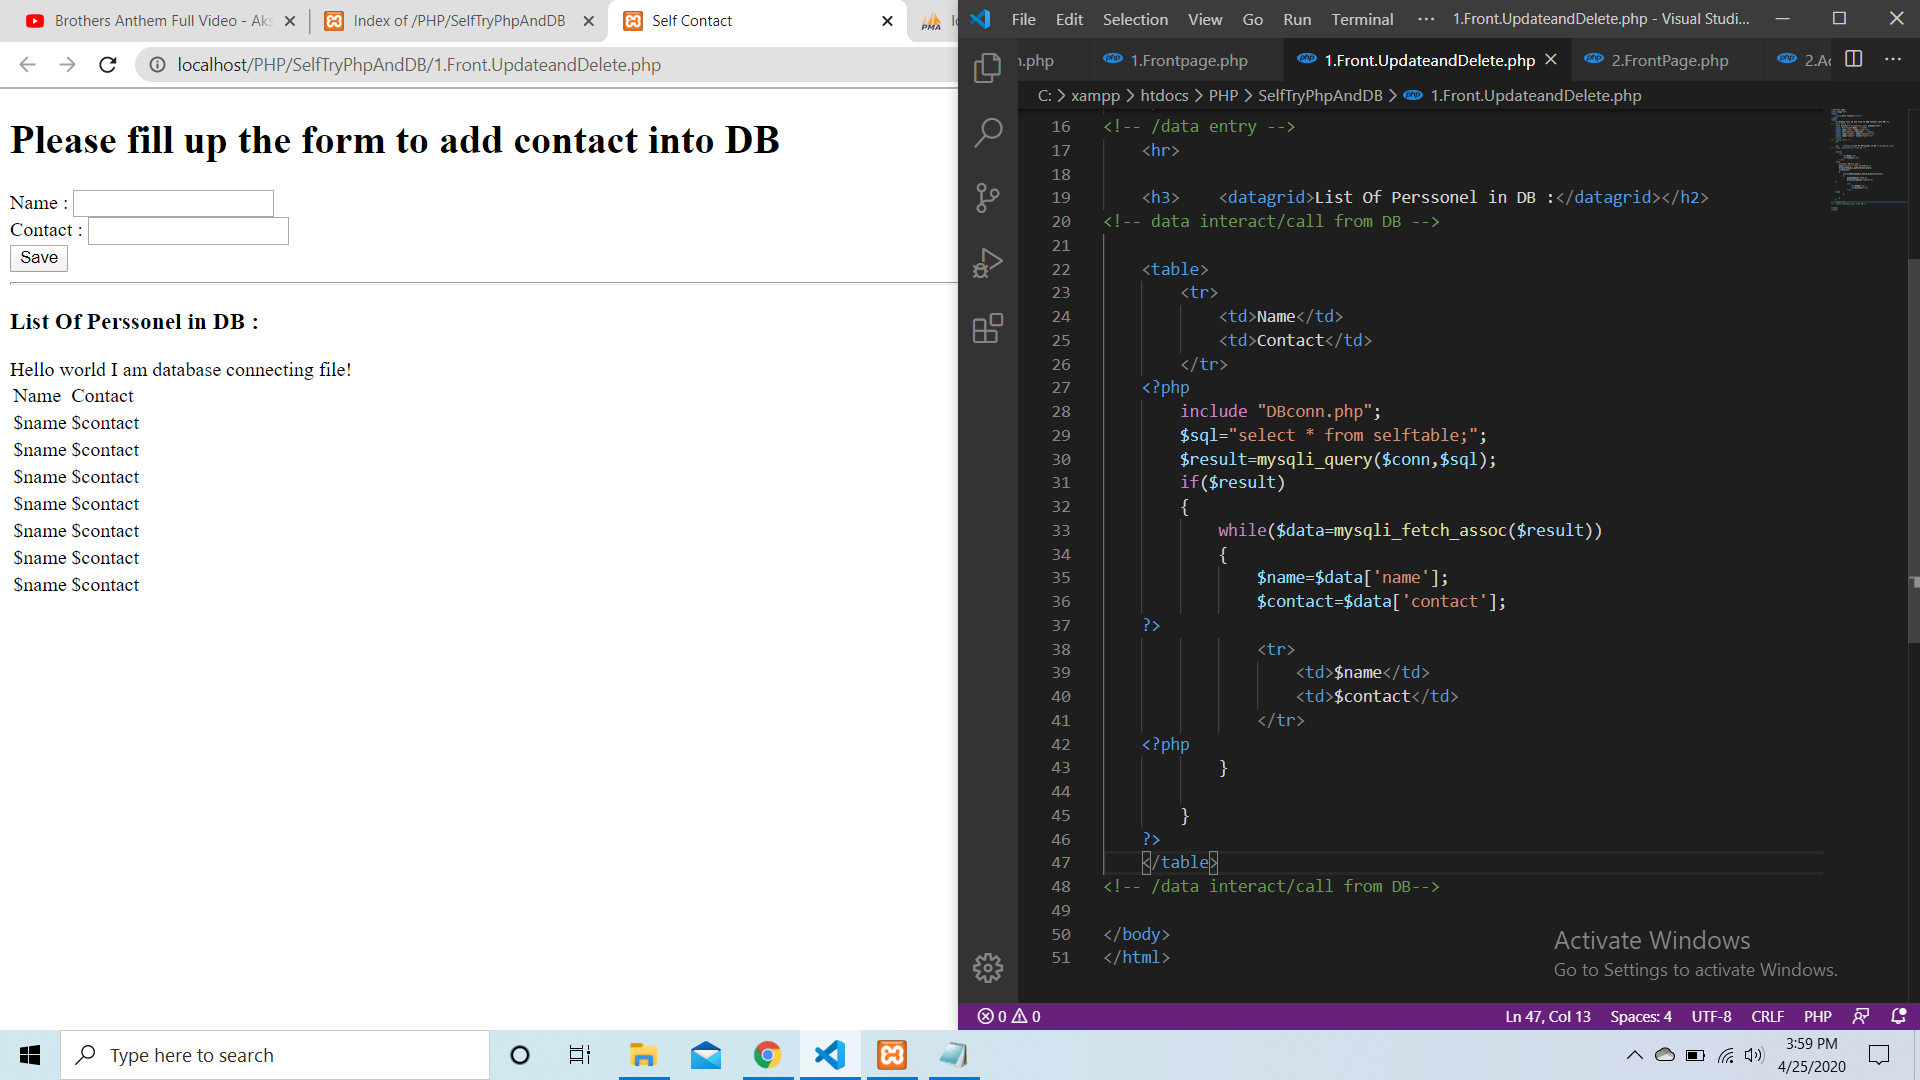 Brothers Anthem Full Video - Aks
Index of /PHP/SelfTryPhpAndDB
Self Contact
PMA
localhost/PHP/SelfTryPhpAndDB/1.Front.UpdateandDelete.php
Please fill up the form to add contact into DB
Name :
Contact :
Save
List Of Perssonel in DB :
Hello world I am database connecting file!
Name Contact
$name $contact
$name $contact
$name $contact
$name $contact
$name $contact
$name $contact
$name $contact
File Edit Selection View Go Run Terminal ··· 1.Front.UpdateandDelete.php - Visual Studi...
n.php
php 1.Frontpage.php
php 1.Front.UpdateandDelete.php
php 2.FrontPage.php
php 2.Ac
C: > xampp > htdocs > PHP > SelfTryPhpAndDB > php 1.Front.UpdateandDelete.php
16 <!-- /data entry -->
17 <hr>
18
19 <h3> <datagrid>List Of Perssonel in DB :</datagrid></h2>
20 <!-- data interact/call from DB -->
21
22 <table>
23 <tr>
24 <td>Name</td>
25 <td>Contact</td>
26 </tr>
27 <?php
28 include "DBconn.php";
29 $sql="select * from selftable;";
30 $result=mysqli_query($conn,$sql);
31 if($result)
32 {
33 while($data=mysqli_fetch_assoc($result))
34 {
35 $name=$data['name'];
36 $contact=$data['contact'];
37 ?>
38 <tr>
39 <td>$name</td>
40 <td>$contact</td>
41 </tr>
42 <?php
43 }
44
45 }
46 ?>
47 </table>
48 <!-- /data interact/call from DB-->
49
50 </body>
51 </html>
Activate Windows
Go to Settings to activate Windows.
0 0
Ln 47, Col 13 Spaces: 4 UTF-8 CRLF PHP
Type here to search
3:59 PM
4/25/2020